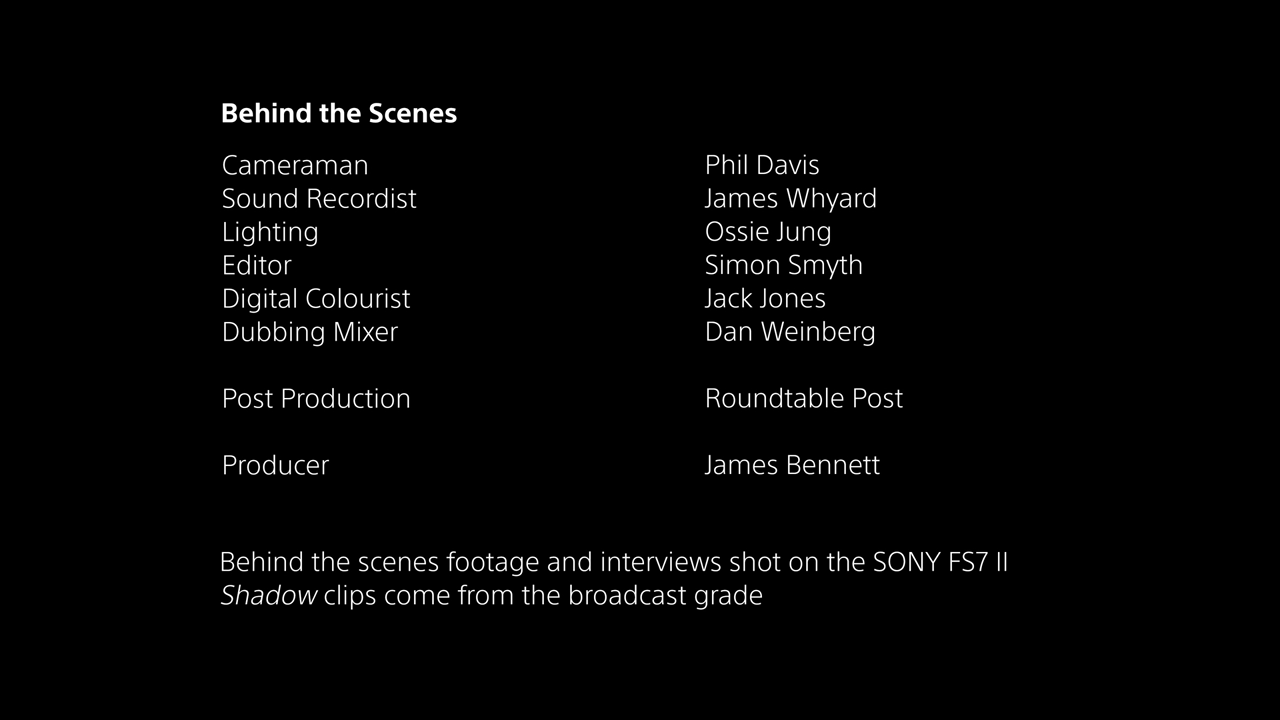 Behind the Scenes
Cameraman Phil Davis
Sound Recordist James Whyard
Lighting Ossie Jung
Editor Simon Smyth
Digital Colourist Jack Jones
Dubbing Mixer Dan Weinberg
Post Production Roundtable Post
Producer James Bennett
Behind the scenes footage and interviews shot on the SONY FS7 II
Shadow clips come from the broadcast grade